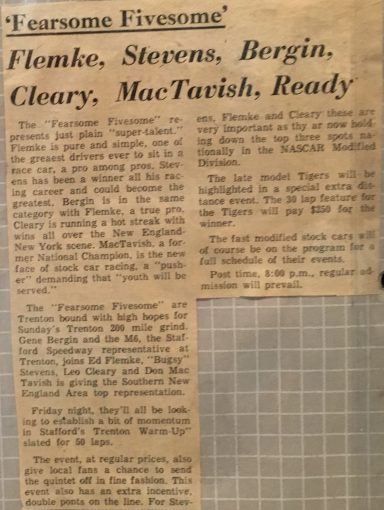 'Fearsome Fivesome'
Flemke, Stevens, Bergin,
Cleary, MacTavish, Ready
The "Fearsome Fivesome" re-
presents just plain "super-talent."
Flemke is pure and simple, one of
the greaest drivers ever to sit in a
race car, a pro among pros. Stev-
ens has been a winner all his rac-
ing career and could become the
greatest. Bergin is in the same
category with Flemke, a true pro.
Cleary is running a hot streak with
wins all over the New England-
New York scene. MacTavish, a for-
mer National Champion, is the new
face of stock car racing, a "push-
er" demanding that "youth will be
served."
The "Fearsome Fivesome" are
Trenton bound with high hopes for
Sunday's Trenton 200 mile grind.
Gene Bergin and the M6, the Staf-
ford Speedway representative at
Trenton, joins Ed Flemke, "Bugsy"
Stevens, Leo Cleary and Don Mac
Tavish is giving the Southern New
England Area top representation.
Friday night, they'll all be look-
ing to establish a bit of momentum
in Stafford's Trenton Warm-Up"
slated for 50 laps.
The event, at regular prices, also
give local fans a chance to send
the quintet off in fine fashion. This
event also has an extra incentive,
double ponts on the line. For Stev-
ens, Flemke and Cleary these are
very important as thy ar now hold-
ing down the top three spots na-
tionally in the NASCAR Modified
Division.
The late model Tigers will be
highlighted in a special extra dis-
tance event. The 30 lap feature for
the Tigers will pay $250 for the
winner.
The fast modified stock cars will
of course be on the program for a
full schedule of their events.
Post time, 8:00 p.m., regular ad-
mission will prevail.